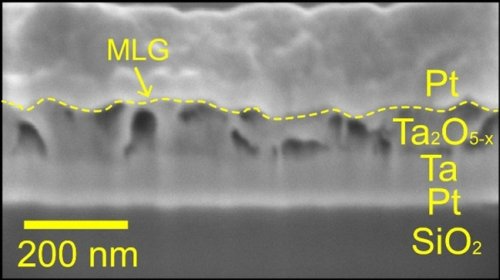 MLG
Pt
Ta₂O₅₋ₓ
Ta
Pt
SiO₂
200 nm